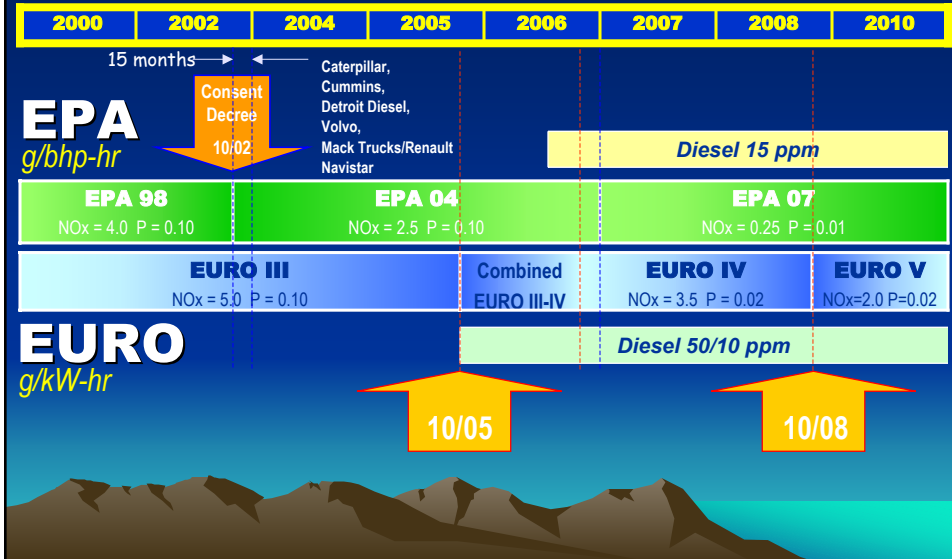 2000 2002 2004 2005 2006 2007 2008 2010
15 months
Consent
Decree
10/02
Caterpillar,
Cummins,
Detroit Diesel,
Volvo,
Mack Trucks/Renault
Navistar
EPA
g/bhp-hr
Diesel 15 ppm
EPA 98
NOx = 4.0 P = 0.10
EPA 04
NOx = 2.5 P = 0.10
EPA 07
NOx = 0.25 P = 0.01
EURO III
NOx = 5.0 P = 0.10
Combined
EURO III-IV
EURO IV
NOx = 3.5 P = 0.02
EURO V
NOx=2.0 P=0.02
EURO
g/kW-hr
Diesel 50/10 ppm
10/05
10/08